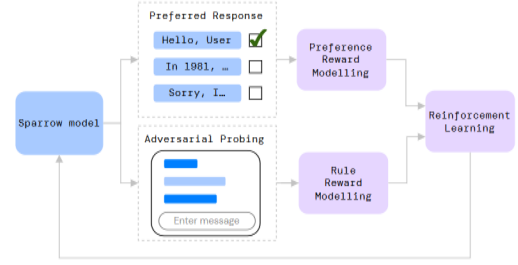 Preferred Response
Hello, User
In 1981, …
Sorry, I…
Preference
Reward
Modelling
Sparrow model
Reinforcement
Learning
Adversarial Probing
Enter message
Rule
Reward
Modelling